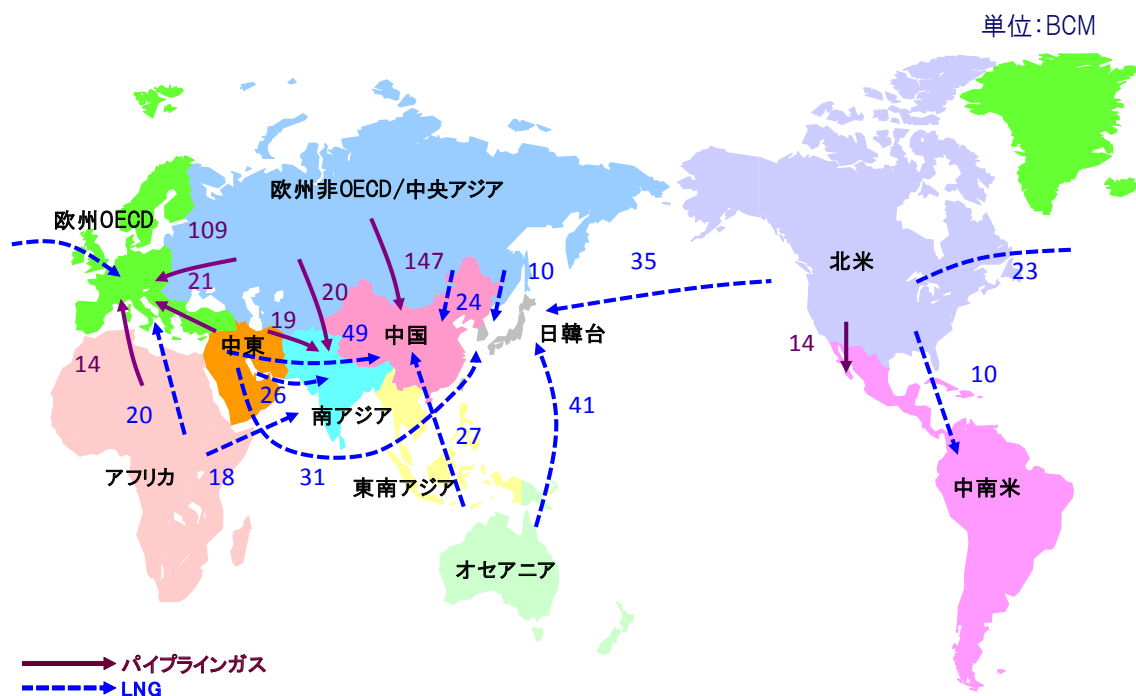 単位:BCM
欧州非OECD/中央アジア
欧州OECD
109
147
10
35
北米
23
21
20
24
19
49
中国
日韓台
中東
14
14
26
10
20
南アジア
27
41
アフリカ
18
31
東南アジア
中南米
オセアニア
パイプラインガス
LNG